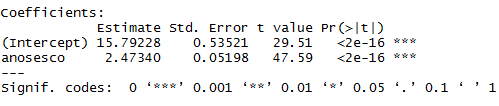 Coefficients:
            Estimate Std. Error t value Pr(>|t|)
(Intercept) 15.79228    0.53521   29.51   <2e-16 ***
anosesco     2.47340    0.05198   47.59   <2e-16 ***
---
Signif. codes:  0 ‘***’ 0.001 ‘**’ 0.01 ‘*’ 0.05 ‘.’ 0.1 ‘ ’ 1